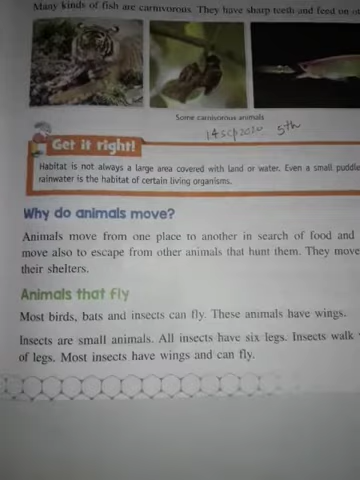 Many kinds of fish are carnivorous. They have sharp teeth and feed on
Some carnivorous animals
14 Sep 2020 5th
Get it right!
Habitat is not always a large area covered with land or water. Even a small puddle
rainwater is the habitat of certain living organisms.
Why do animals move?
Animals move from one place to another in search of food and
move also to escape from other animals that hunt them. They move
their shelters.
Animals that fly
Most birds, bats and insects can fly. These animals have wings.
Insects are small animals. All insects have six legs. Insects walk
of legs. Most insects have wings and can fly.